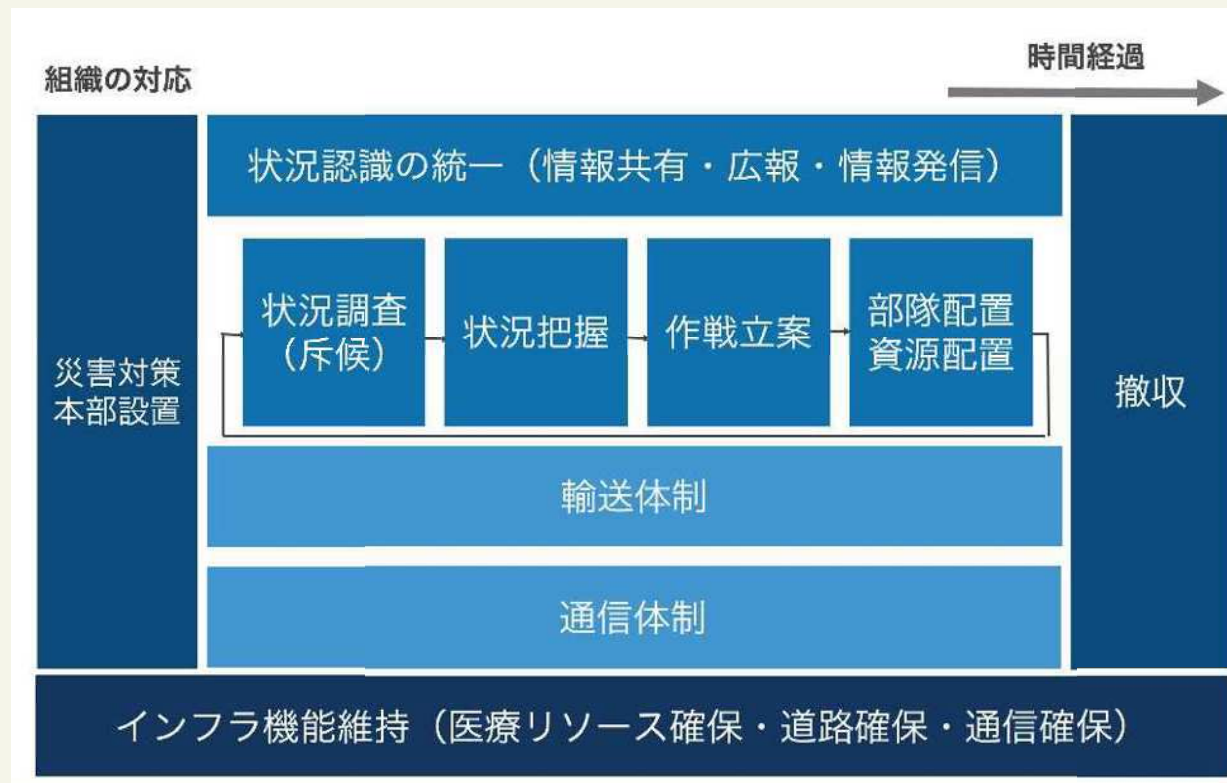 組織の対応
時間経過
災害対策
本部設置
状況認識の統一（情報共有・広報・情報発信）
状況調査
（斥候）
状況把握
作戦立案
部隊配置
資源配置
輸送体制
通信体制
撤収
インフラ機能維持（医療リソース確保・道路確保・通信確保）